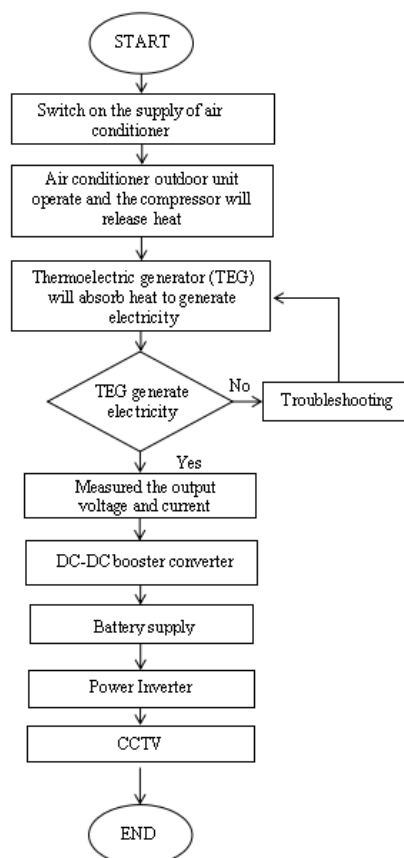 START
Switch on the supply of air
conditioner
Air conditioner outdoor unit
operate and the compressor will
release heat
Thermoelectric generator (TEG)
will absorb heat to generate
electricity
TEG generate
electricity
No
Troubleshooting
Yes
Measured the output
voltage and current
DC-DC booster converter
Battery supply
Power Inverter
CCTV
END